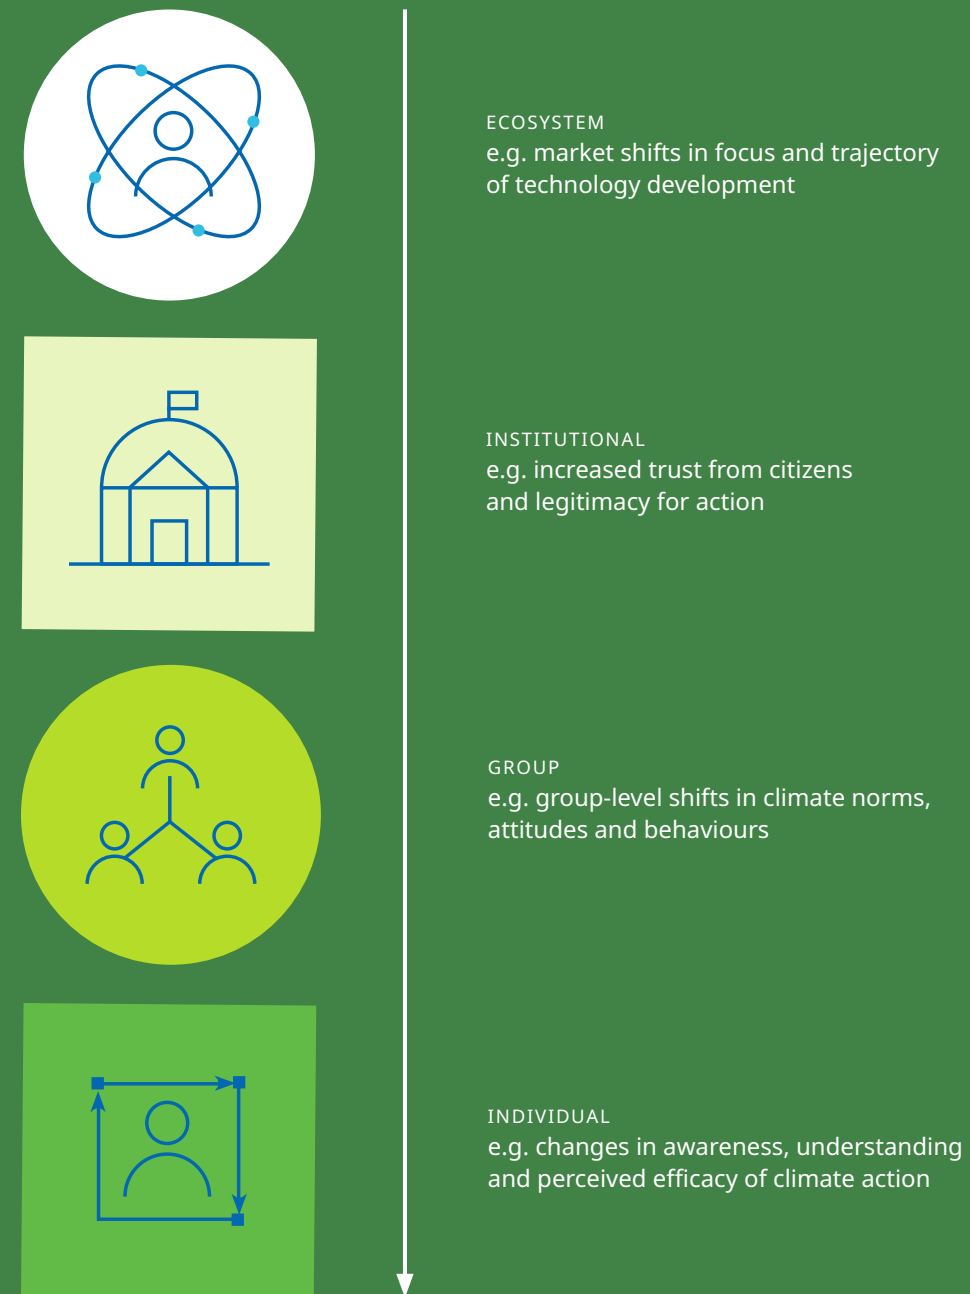 ECOSYSTEM
e.g. market shifts in focus and trajectory
of technology development
INSTITUTIONAL
e.g. increased trust from citizens
and legitimacy for action
GROUP
e.g. group-level shifts in climate norms,
attitudes and behaviours
INDIVIDUAL
e.g. changes in awareness, understanding
and perceived efficacy of climate action